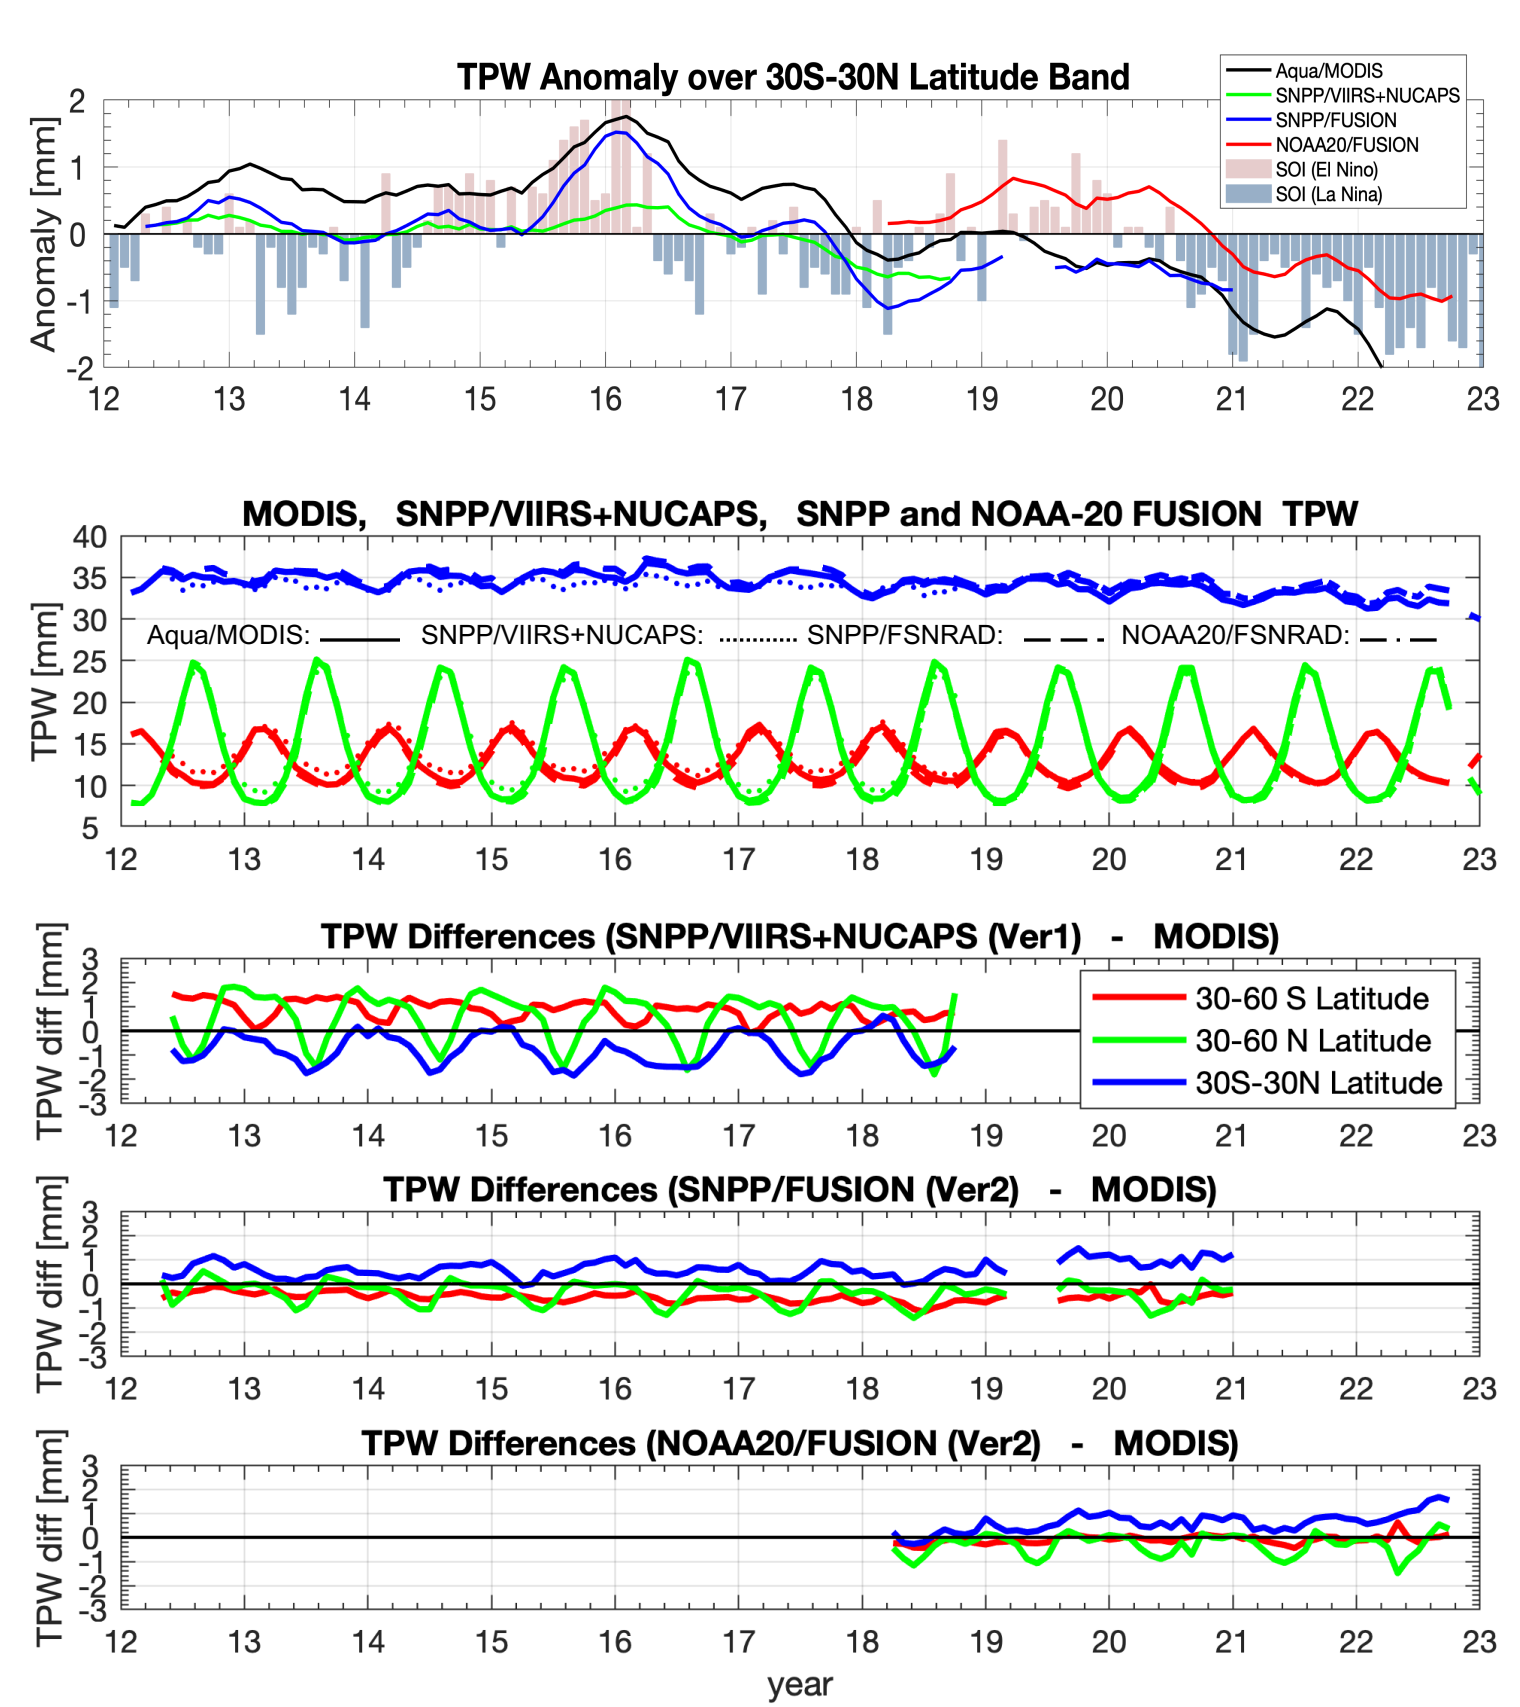 TPW Anomaly over 30S-30N Latitude Band
Aqua/MODIS
SNPP/VIIRS+NUCAPS
SNPP/FUSION
NOAA20/FUSION
SOI (El Nino)
SOI (La Nina)
Anomaly [mm]
2
1
0
-1
-2
12 13 14 15 16 17 18 19 20 21 22 23
MODIS, SNPP/VIIRS+NUCAPS, SNPP and NOAA-20 FUSION TPW
TPW [mm]
40
35
30
25
20
15
10
5
Aqua/MODIS: SNPP/VIIRS+NUCAPS: SNPP/FSNRAD: NOAA20/FSNRAD:
12 13 14 15 16 17 18 19 20 21 22 23
TPW Differences (SNPP/VIIRS+NUCAPS (Ver1) - MODIS)
TPW diff [mm]
3
2
1
0
-1
-2
-3
30-60 S Latitude
30-60 N Latitude
30S-30N Latitude
12 13 14 15 16 17 18 19 20 21 22 23
TPW Differences (SNPP/FUSION (Ver2) - MODIS)
TPW diff [mm]
3
2
1
0
-1
-2
-3
12 13 14 15 16 17 18 19 20 21 22 23
TPW Differences (NOAA20/FUSION (Ver2) - MODIS)
TPW diff [mm]
3
2
1
0
-1
-2
-3
12 13 14 15 16 17 18 19 20 21 22 23
year